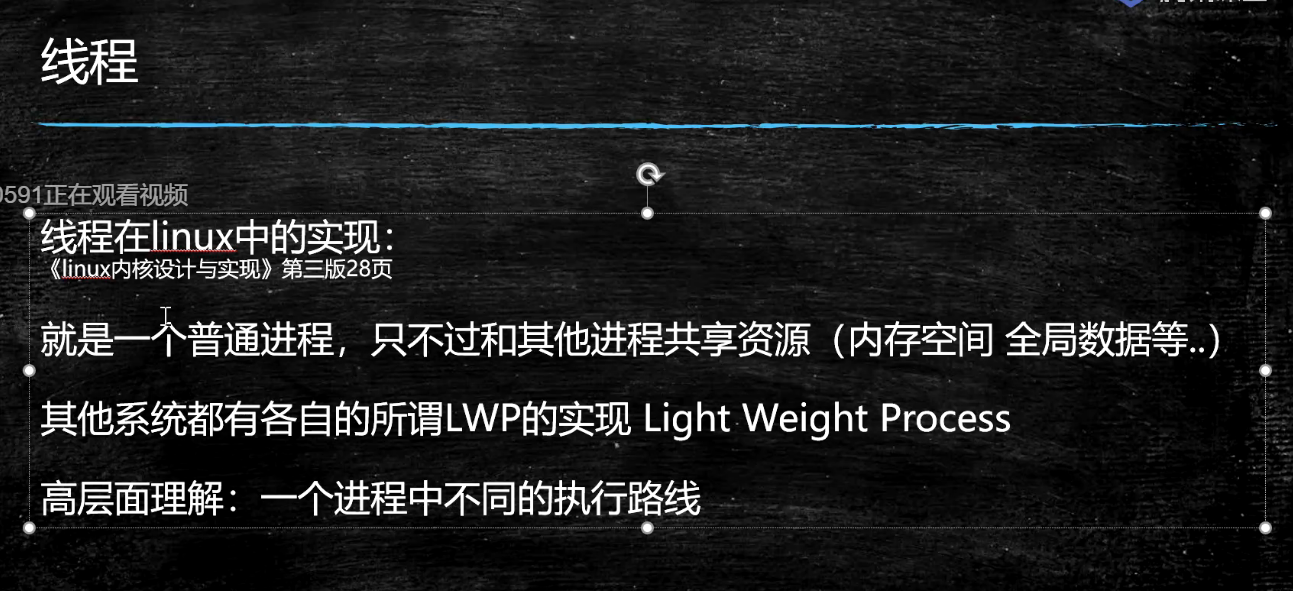 线程
0591正在观看视频
线程在linux中的实现：
《linux内核设计与实现》第三版28页
就是一个普通进程，只不过和其他进程共享资源（内存空间 全局数据等..）
其他系统都有各自的所谓LWP的实现 Light Weight Process
高层面理解：一个进程中不同的执行路线